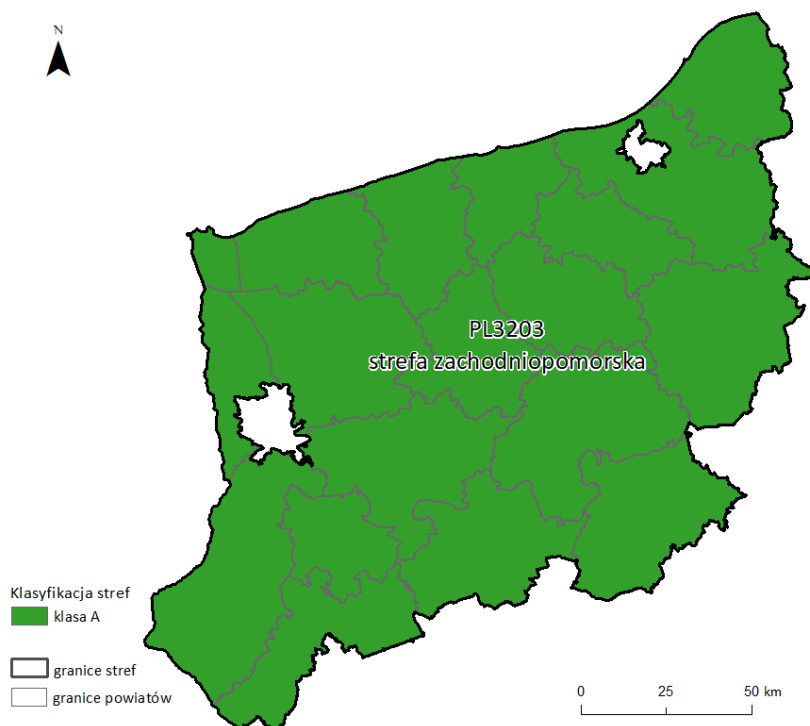 N
PL3203
strefa zachodniopomorska
Klasyfikacja stref
klasa A
granice stref
granice powiatów
0 25 50 km